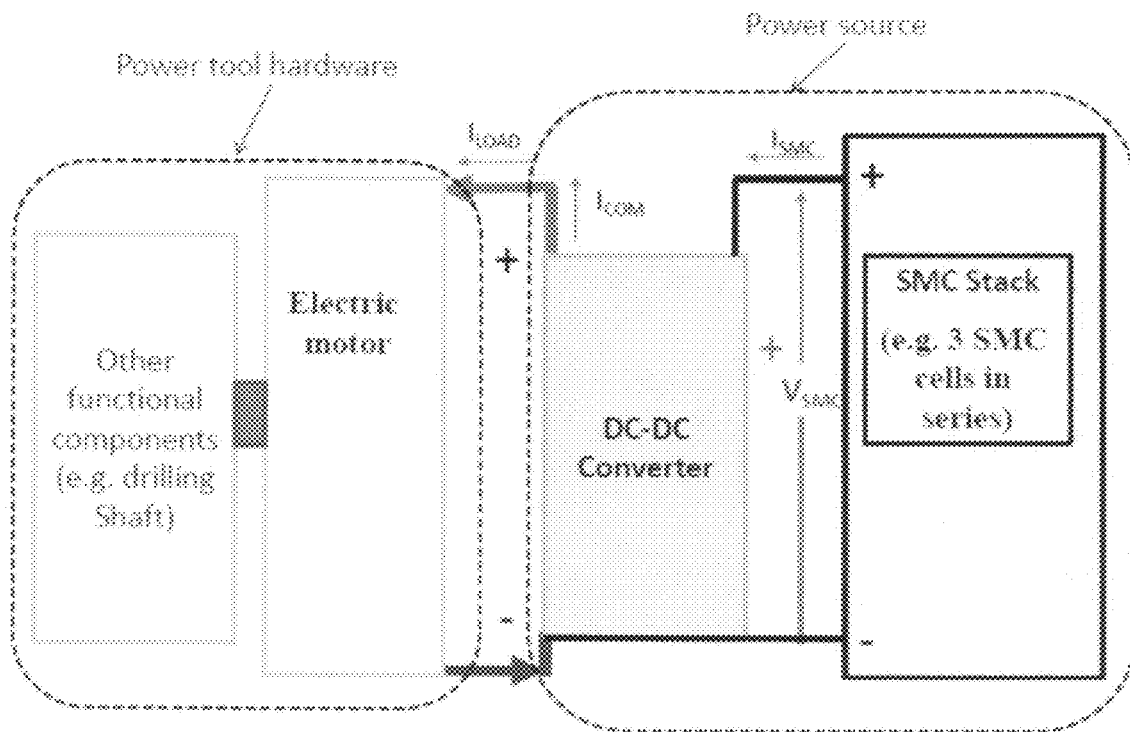 Power source
Power tool hardware
I_LOAD
I_SMC
I_COM
+
+
SMC Stack
(e.g. 3 SMC
cells in
series)
Electric
motor
+
V_SMC
Other
functional
components
(e.g. drilling
Shaft)
DC-DC
Converter
-
-